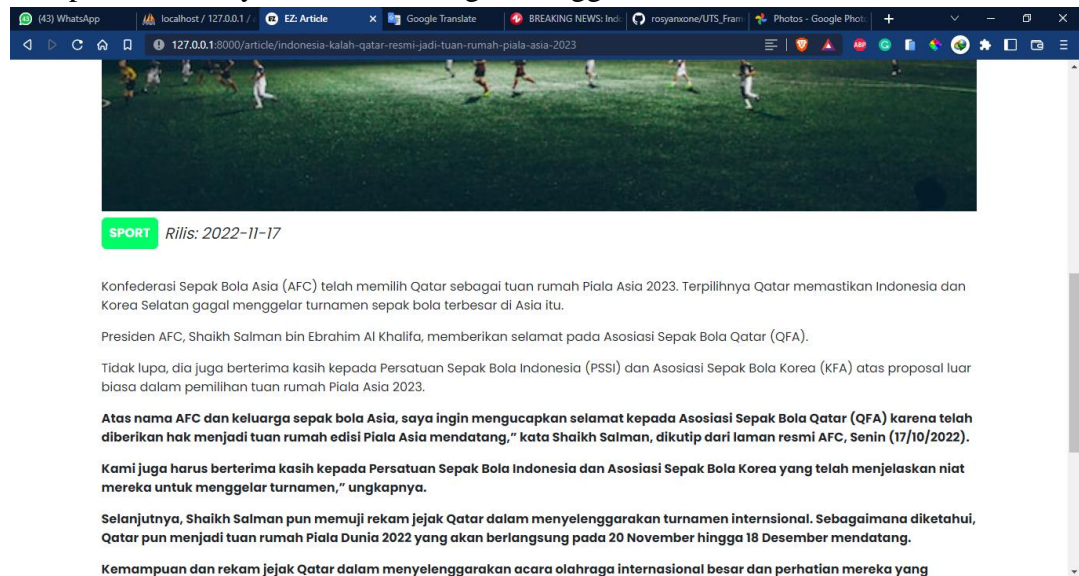 (43) WhatsApp
localhost / 127.0.0.1 /
EZ: Article
Google Translate
BREAKING NEWS: Ind
rosyanxone/UTS_Fram
Photos - Google Phot
127.0.0.1:8000/article/indonesia-kalah-qatar-resmi-jadi-tuan-rumah-piala-asia-2023
SPORT Rilis: 2022-11-17
Konfederasi Sepak Bola Asia (AFC) telah memilih Qatar sebagai tuan rumah Piala Asia 2023. Terpilihnya Qatar memastikan Indonesia dan
Korea Selatan gagal menggelar turnamen sepak bola terbesar di Asia itu.
Presiden AFC, Shaikh Salman bin Ebrahim Al Khalifa, memberikan selamat pada Asosiasi Sepak Bola Qatar (QFA).
Tidak lupa, dia juga berterima kasih kepada Persatuan Sepak Bola Indonesia (PSSI) dan Asosiasi Sepak Bola Korea (KFA) atas proposal luar
biasa dalam pemilihan tuan rumah Piala Asia 2023.
Atas nama AFC dan keluarga sepak bola Asia, saya ingin mengucapkan selamat kepada Asosiasi Sepak Bola Qatar (QFA) karena telah
diberikan hak menjadi tuan rumah edisi Piala Asia mendatang,” kata Shaikh Salman, dikutip dari laman resmi AFC, Senin (17/10/2022).
Kami juga harus berterima kasih kepada Persatuan Sepak Bola Indonesia dan Asosiasi Sepak Bola Korea yang telah menjelaskan niat
mereka untuk menggelar turnamen,” ungkapnya.
Selanjutnya, Shaikh Salman pun memuji rekam jejak Qatar dalam menyelenggarakan turnamen internsional. Sebagaimana diketahui,
Qatar pun menjadi tuan rumah Piala Dunia 2022 yang akan berlangsung pada 20 November hingga 18 Desember mendatang.
Kemampuan dan rekam jejak Qatar dalam menyelenggarakan acara olahraga internasional besar dan perhatian mereka yang